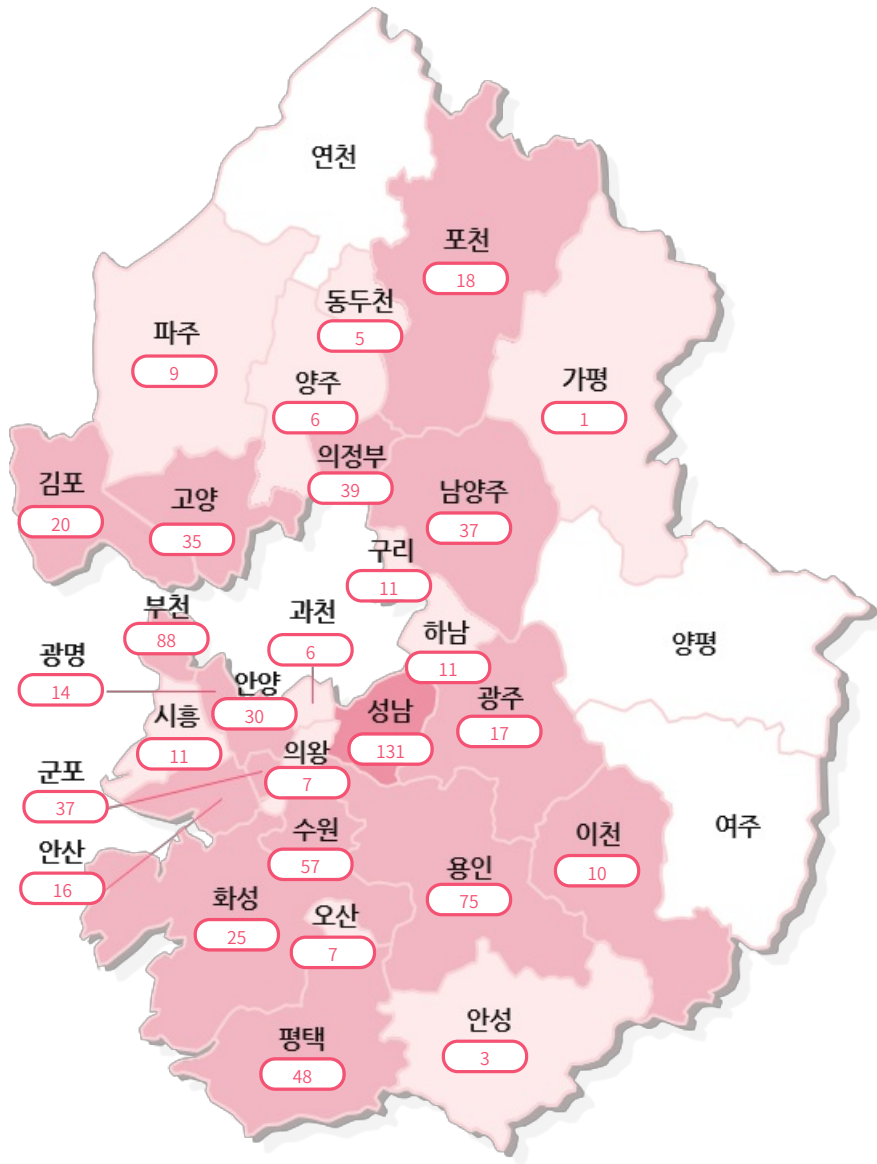 연천
포천
18
동두천
5
파주
9
양주
6
가평
1
의정부
39
김포
20
고양
35
남양주
37
구리
11
부천
88
과천
6
하남
11
양평
광명
14
안양
30
성남
131
광주
17
시흥
11
의왕
7
군포
37
수원
57
이천
10
여주
안산
16
용인
75
화성
25
오산
7
안성
3
평택
48